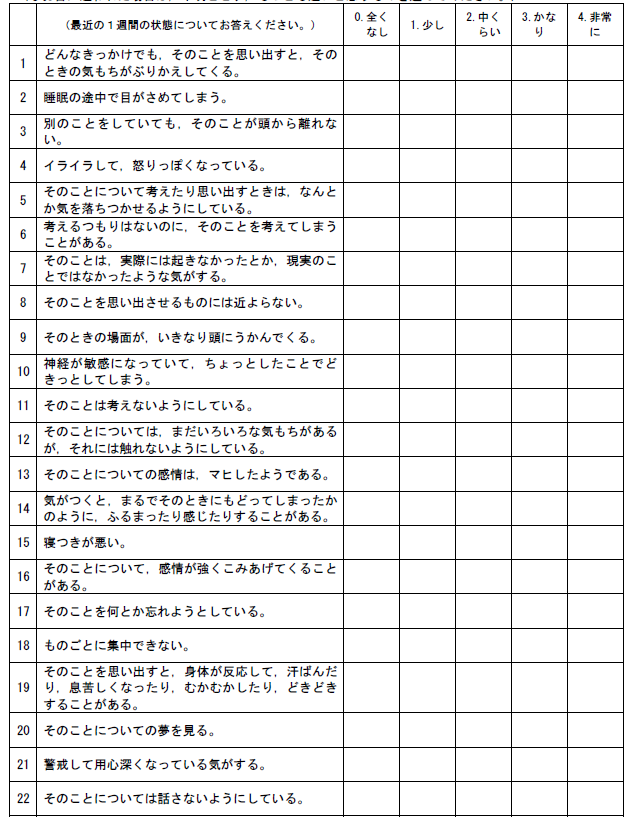 （最近の１週間の状態についてお答えください。）
0.全く
なし
1.少し
2.中く
らい
3.かな
り
4.非常
に
1
どんなきっかけでも，そのことを思い出すと，その
ときの気もちがぶりかえしてくる。
2
睡眠の途中で目がさめてしまう。
3
別のことをしていても，そのことが頭から離れな
い。
4
イライラして，怒りっぽくなっている。
5
そのことについて考えたり思い出すときは，なんと
か気を落ちつかせるようにしている。
6
考えるつもりはないのに，そのことを考えてしまう
ことがある。
7
そのことは，実際には起きなかったとか，現実のこ
とではなかったような気がする。
8
そのことを思い出させるものには近よらない。
9
そのときの場面が，いきなり頭にうかんでくる。
10
神経が敏感になっていて，ちょっとしたことでど
きっとしてしまう。
11
そのことは考えないようにしている。
12
そのことについては，まだいろいろな気もちがある
が，それには触れないようにしている。
13
そのことについての感情は，マヒしたようである。
14
気がつくと，まるでそのときにもどってしまったか
のように，ふるまったり感じたりすることがある。
15
寝つきが悪い。
16
そのことについて，感情が強くこみあげてくること
がある。
17
そのことを何とか忘れようとしている。
18
ものごとに集中できない。
19
そのことを思い出すと，身体が反応して，汗ばんだ
り，息苦しくなったり，むかむかしたり，どきどき
することがある。
20
そのことについての夢を見る。
21
警戒して用心深くなっている気がする。
22
そのことについては話さないようにしている。